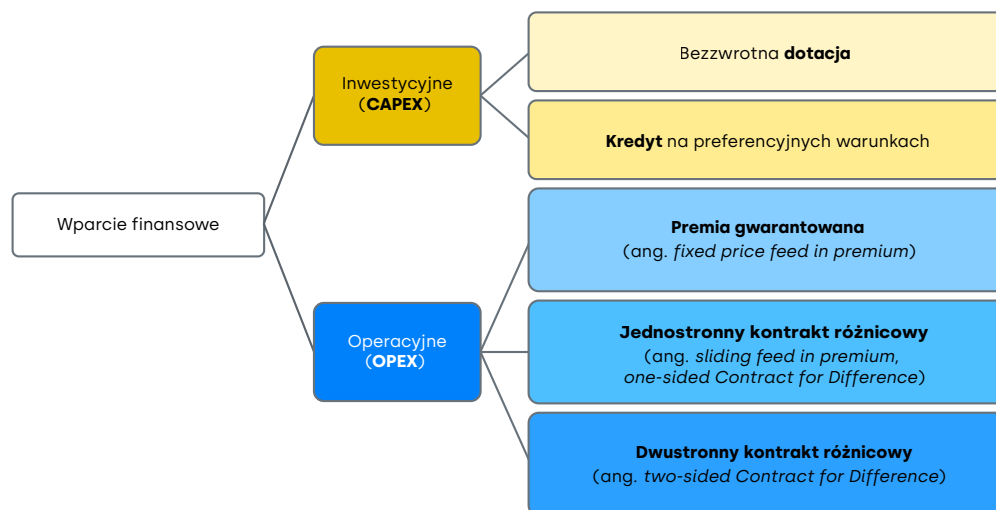 Bezzwrotna dotacja
Inwestycyjne
(CAPEX)
Kredyt na preferencyjnych warunkach
Wparcie finansowe
Premia gwarantowana
(ang. fixed price feed in premium)
Operacyjne
(OPEX)
Jednostronny kontrakt różnicowy
(ang. sliding feed in premium,
one-sided Contract for Difference)
Dwustronny kontrakt różnicowy
(ang. two-sided Contract for Difference)